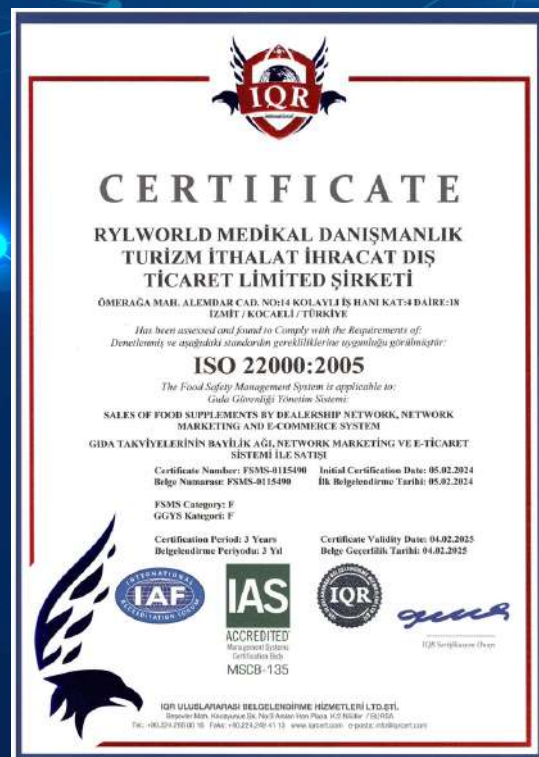 IQR
International
CERTIFICATE
RYLWORLD MEDİKAL DANIŞMANLIK
TURİZM İTHALAT İHRACAT DIŞ
TİCARET LİMİTED ŞİRKETİ
ÖMERAĞA MAH. ALEMDAR CAD. NO:14 KOLAYLI İŞ HANI KAT:4 DAİRE:18
İZMİT / KOCAELİ / TÜRKİYE
Has been assessed and found to Comply with the Requirements of:
Denetlenmiş ve aşağıdaki standardın gerekliliklerine uygunluğu görülmüştür:
ISO 22000:2005
The Food Safety Management System is applicable to:
Gıda Güvenliği Yönetim Sistemi:
SALES OF FOOD SUPPLEMENTS BY DEALERSHIP NETWORK, NETWORK
MARKETING AND E-COMMERCE SYSTEM
GIDA TAKVİYELERİNİN BAYİLİK AĞI, NETWORK MARKETING VE E-TİCARET
SİSTEMİ İLE SATIŞI
Certificate Number: FSMS-0115490 Initial Certification Date: 05.02.2024
Belge Numarası: FSMS-0115490 İlk Belgelendirme Tarihi: 05.02.2024
FSMS Category: F
GGYS Kategori: F
Certification Period: 3 Years Certificate Validity Date: 04.02.2025
Belgelendirme Periyodu: 3 Yıl Belge Geçerlilik Tarihi: 04.02.2025
INTERNATIONAL
IAF
ACCREDITATION FORUM
IAS
ACCREDITED
Management Systems
Certification Body
MSCB-135
IQR
IQR ULUSLARARASI BELGELENDİRME HİZMETLERİ LTD.ŞTİ.